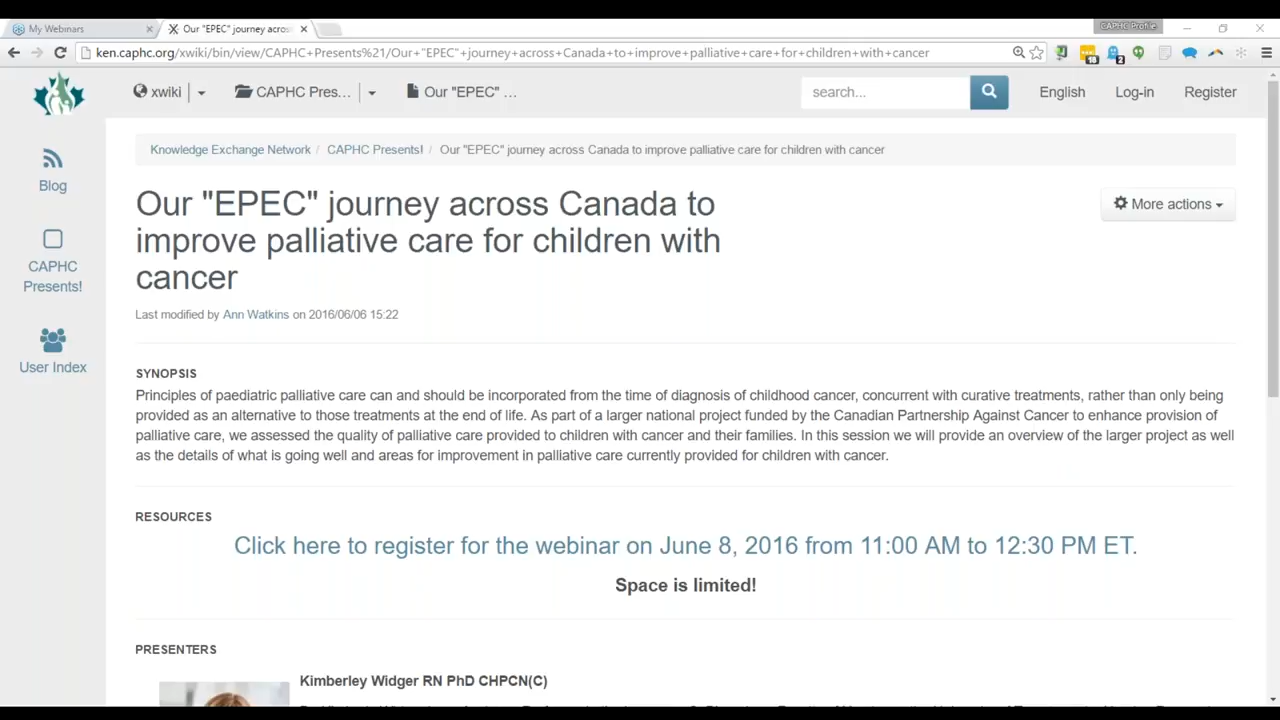 My Webinars
Our "EPEC" journey acros
CAPHC Profile
ken.caphc.org/xwiki/bin/view/CAPHC+Presents%21/Our+"EPEC"+journey+across+Canada+to+improve+palliative+care+for+children+with+cancer
xwiki
CAPHC Pres...
Our "EPEC" ...
search...
English
Log-in
Register
Blog
CAPHC
Presents!
User Index
Knowledge Exchange Network / CAPHC Presents! / Our "EPEC" journey across Canada to improve palliative care for children with cancer
Our "EPEC" journey across Canada to
improve palliative care for children with
cancer
More actions
Last modified by Ann Watkins on 2016/06/06 15:22
SYNOPSIS
Principles of paediatric palliative care can and should be incorporated from the time of diagnosis of childhood cancer, concurrent with curative treatments, rather than only being
provided as an alternative to those treatments at the end of life. As part of a larger national project funded by the Canadian Partnership Against Cancer to enhance provision of
palliative care, we assessed the quality of palliative care provided to children with cancer and their families. In this session we will provide an overview of the larger project as well
as the details of what is going well and areas for improvement in palliative care currently provided for children with cancer.
RESOURCES
Click here to register for the webinar on June 8, 2016 from 11:00 AM to 12:30 PM ET.
Space is limited!
PRESENTERS
Kimberley Widger RN PhD CHPCN(C)